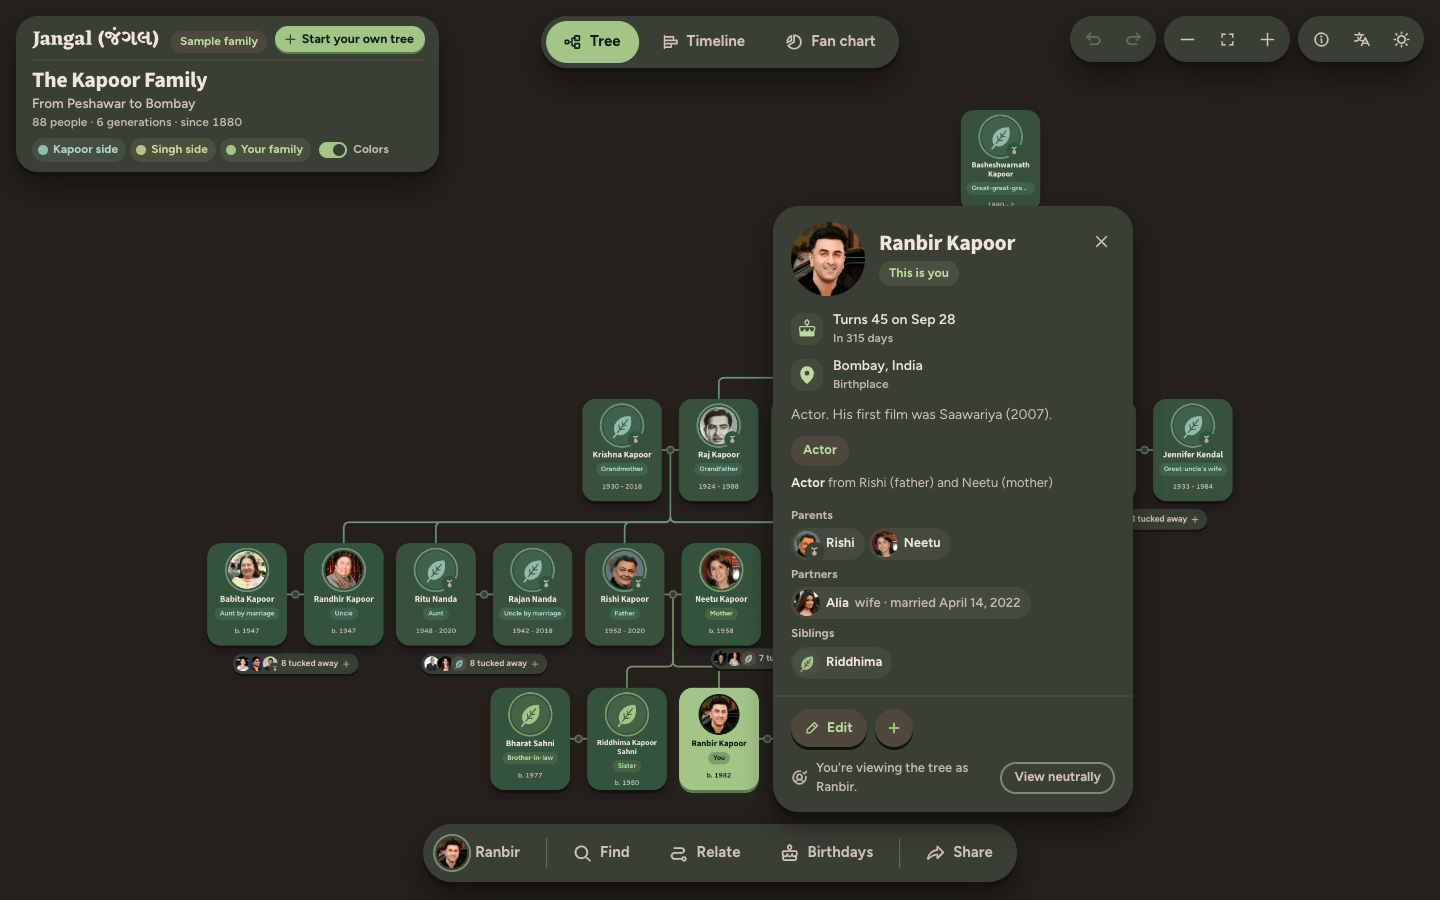 Jangal (જંગલ)
Sample family
Start your own tree
The Kapoor Family
From Peshawar to Bombay
88 people · 6 generations · since 1880
Kapoor side
Singh side
Your family
Colors
Tree
Timeline
Fan chart
Basheshwarnath
Kapoor
Great-great-gra...
1880 - ?
Ranbir Kapoor
This is you
Turns 45 on Sep 28
In 315 days
Bombay, India
Birthplace
Actor. His first film was Saawariya (2007).
Actor
Actor from Rishi (father) and Neetu (mother)
Parents
Rishi
Neetu
Partners
Alia wife · married April 14, 2022
Siblings
Riddhima
Edit
You're viewing the tree as
Ranbir.
View neutrally
Krishna Kapoor
Grandmother
1930 - 2018
Raj Kapoor
Grandfather
1924 - 1988
Jennifer Kendal
Great-uncle's wife
1933 - 1984
tucked away +
Babita Kapoor
Aunt by marriage
b. 1947
Randhir Kapoor
Uncle
b. 1947
Ritu Nanda
Aunt
1948 - 2020
Rajan Nanda
Uncle by marriage
1942 - 2018
Rishi Kapoor
Father
1952 - 2020
Neetu Kapoor
Mother
b. 1958
8 tucked away +
8 tucked away +
7 tu
Bharat Sahni
Brother-in-law
b. 1977
Riddhima Kapoor
Sahni
Sister
b. 1980
Ranbir Kapoor
You
b. 1982
Ranbir
Find
Relate
Birthdays
Share